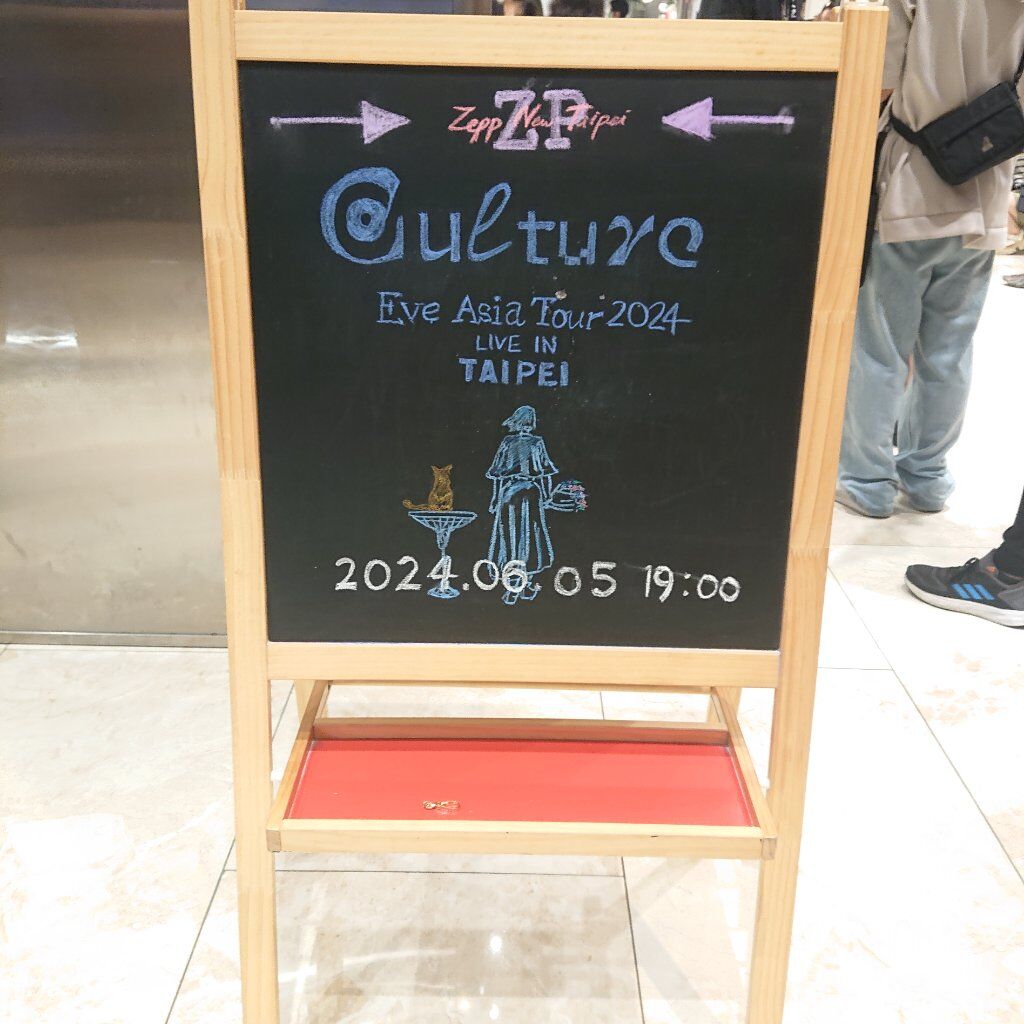 ZP
Zepp New Taipei
Culture
Eve Asia Tour 2024
LIVE IN
TAIPEI
2024.06.05 19:00